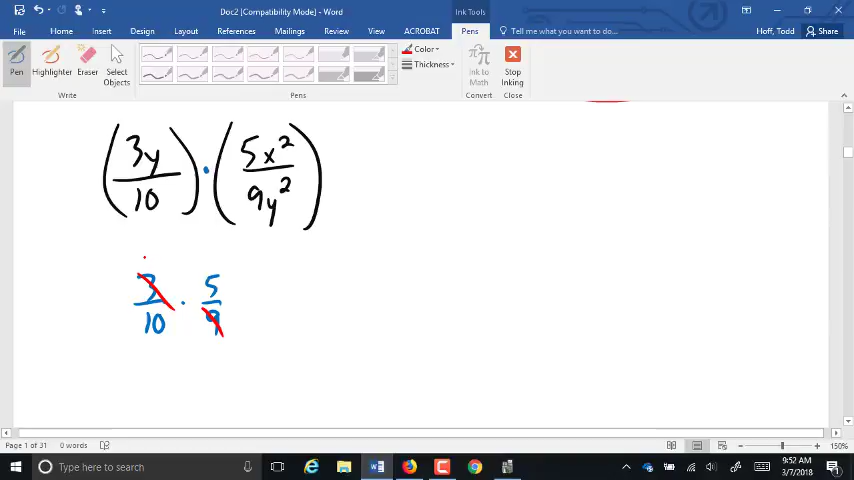 Doc2 [Compatibility Mode] - Word
Ink Tools
Hoff, Todd
Share
File Home Insert Design Layout References Mailings Review View ACROBAT Pens Tell me what you want to do...
Pen
Highlighter
Eraser
Select Objects
Color
Thickness
Ink to Math
Stop Inking
Write
Pens
Convert
Close
(3y/10) · (5x²/9y²)
3/10 · 5/9
Page 1 of 31 0 words
150%
Type here to search
9:52 AM
3/7/2018